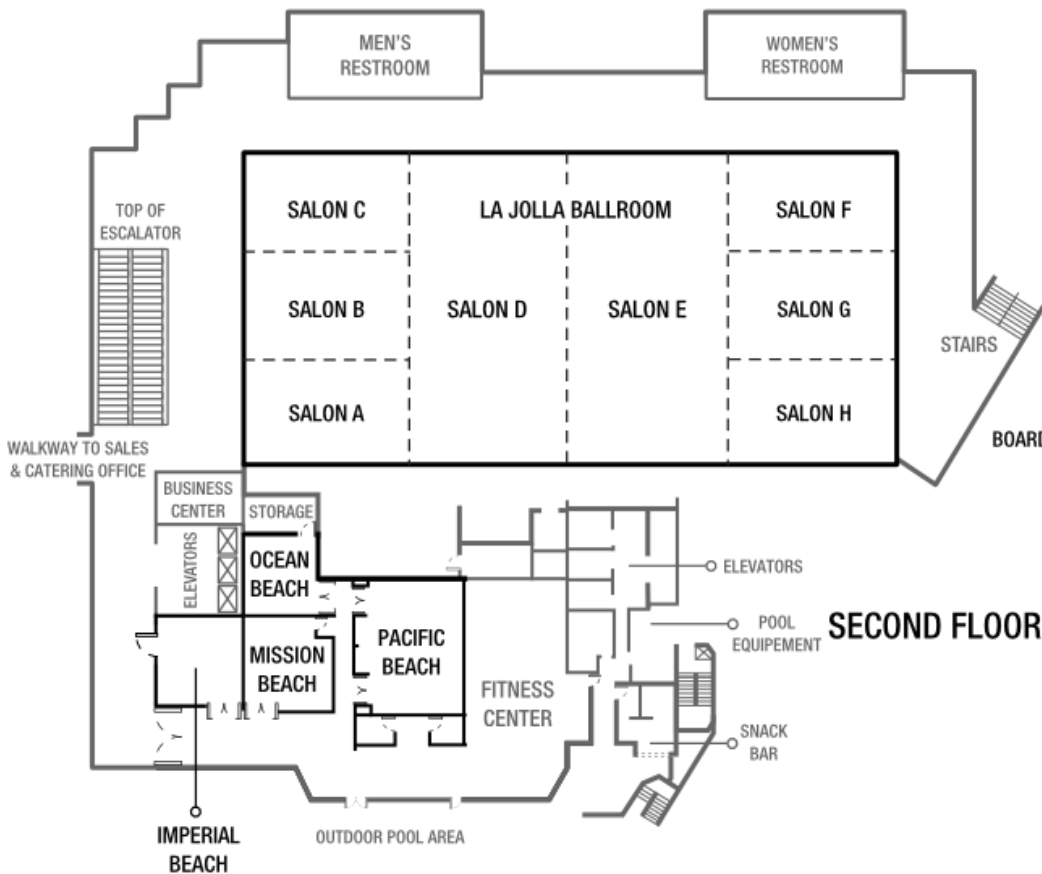 MEN'S
RESTROOM
WOMEN'S
RESTROOM
TOP OF
ESCALATOR
SALON C
LA JOLLA BALLROOM
SALON F
SALON B
SALON D
SALON E
SALON G
STAIRS
SALON A
SALON H
BOARD
WALKWAY TO SALES
& CATERING OFFICE
BUSINESS
CENTER
STORAGE
ELEVATORS
OCEAN
BEACH
ELEVATORS
MISSION
BEACH
PACIFIC
BEACH
POOL
EQUIPEMENT
SECOND FLOOR
FITNESS
CENTER
SNACK
BAR
IMPERIAL
BEACH
OUTDOOR POOL AREA